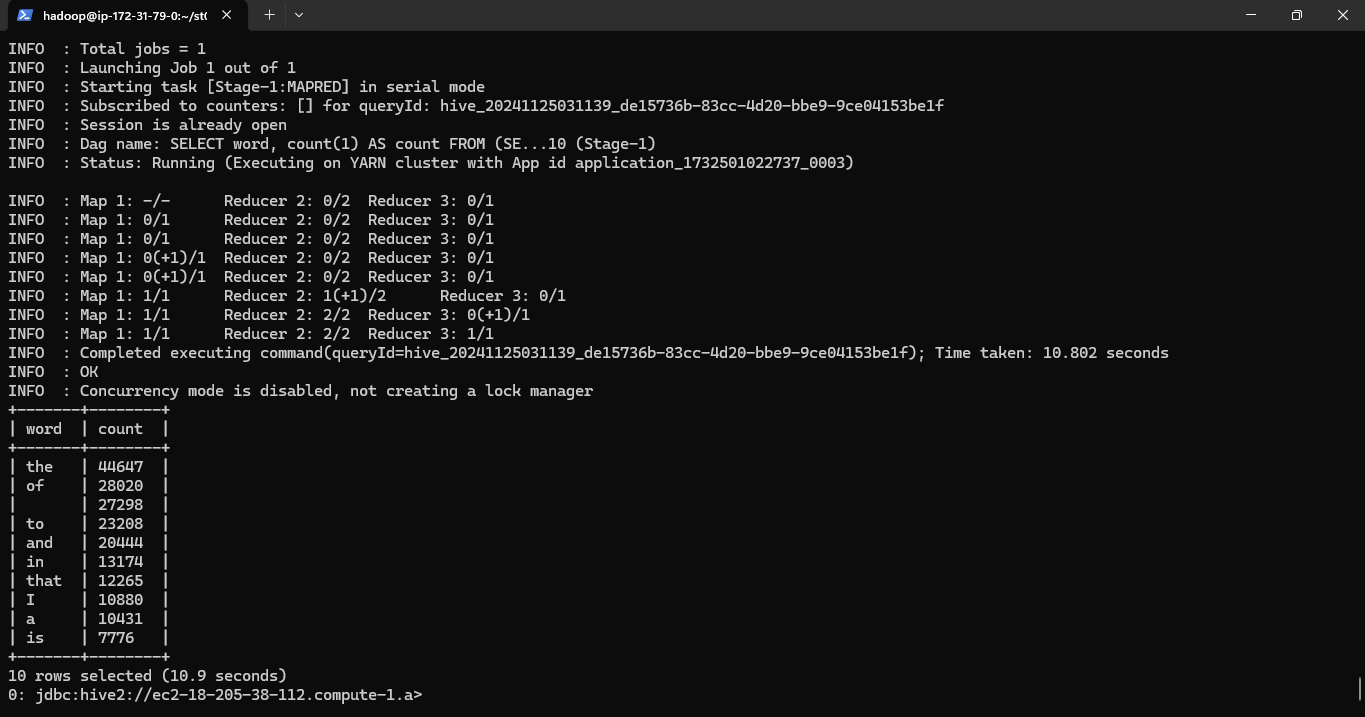 hadoop@ip-172-31-79-0:~/st(
INFO  : Total jobs = 1
INFO  : Launching Job 1 out of 1
INFO  : Starting task [Stage-1:MAPRED] in serial mode
INFO  : Subscribed to counters: [] for queryId: hive_20241125031139_de15736b-83cc-4d20-bbe9-9ce04153be1f
INFO  : Session is already open
INFO  : Dag name: SELECT word, count(1) AS count FROM (SE...10 (Stage-1)
INFO  : Status: Running (Executing on YARN cluster with App id application_1732501022737_0003)
INFO  : Map 1: -/-      Reducer 2: 0/2  Reducer 3: 0/1
INFO  : Map 1: 0/1      Reducer 2: 0/2  Reducer 3: 0/1
INFO  : Map 1: 0/1      Reducer 2: 0/2  Reducer 3: 0/1
INFO  : Map 1: 0(+1)/1  Reducer 2: 0/2  Reducer 3: 0/1
INFO  : Map 1: 0(+1)/1  Reducer 2: 0/2  Reducer 3: 0/1
INFO  : Map 1: 1/1      Reducer 2: 1(+1)/2      Reducer 3: 0/1
INFO  : Map 1: 1/1      Reducer 2: 2/2  Reducer 3: 0(+1)/1
INFO  : Map 1: 1/1      Reducer 2: 2/2  Reducer 3: 1/1
INFO  : Completed executing command(queryId=hive_20241125031139_de15736b-83cc-4d20-bbe9-9ce04153be1f); Time taken: 10.802 seconds
INFO  : OK
INFO  : Concurrency mode is disabled, not creating a lock manager
+-------+--------+
| word  | count  |
+-------+--------+
| the   | 44647  |
| of    | 28020  |
|       | 27298  |
| to    | 23208  |
| and   | 20444  |
| in    | 13174  |
| that  | 12265  |
| I     | 10880  |
| a     | 10431  |
| is    | 7776   |
+-------+--------+
10 rows selected (10.9 seconds)
0: jdbc:hive2://ec2-18-205-38-112.compute-1.a>